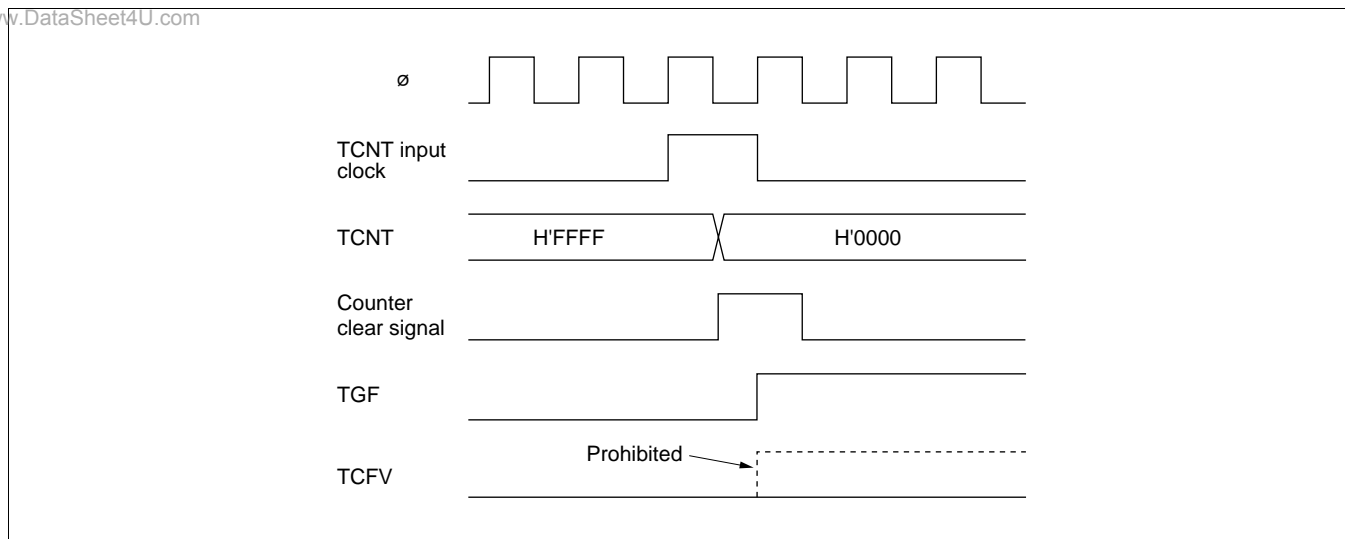 w.DataSheet4U.com
ø
TCNT input
clock
TCNT
H'FFFF
H'0000
Counter
clear signal
TGF
Prohibited
TCFV